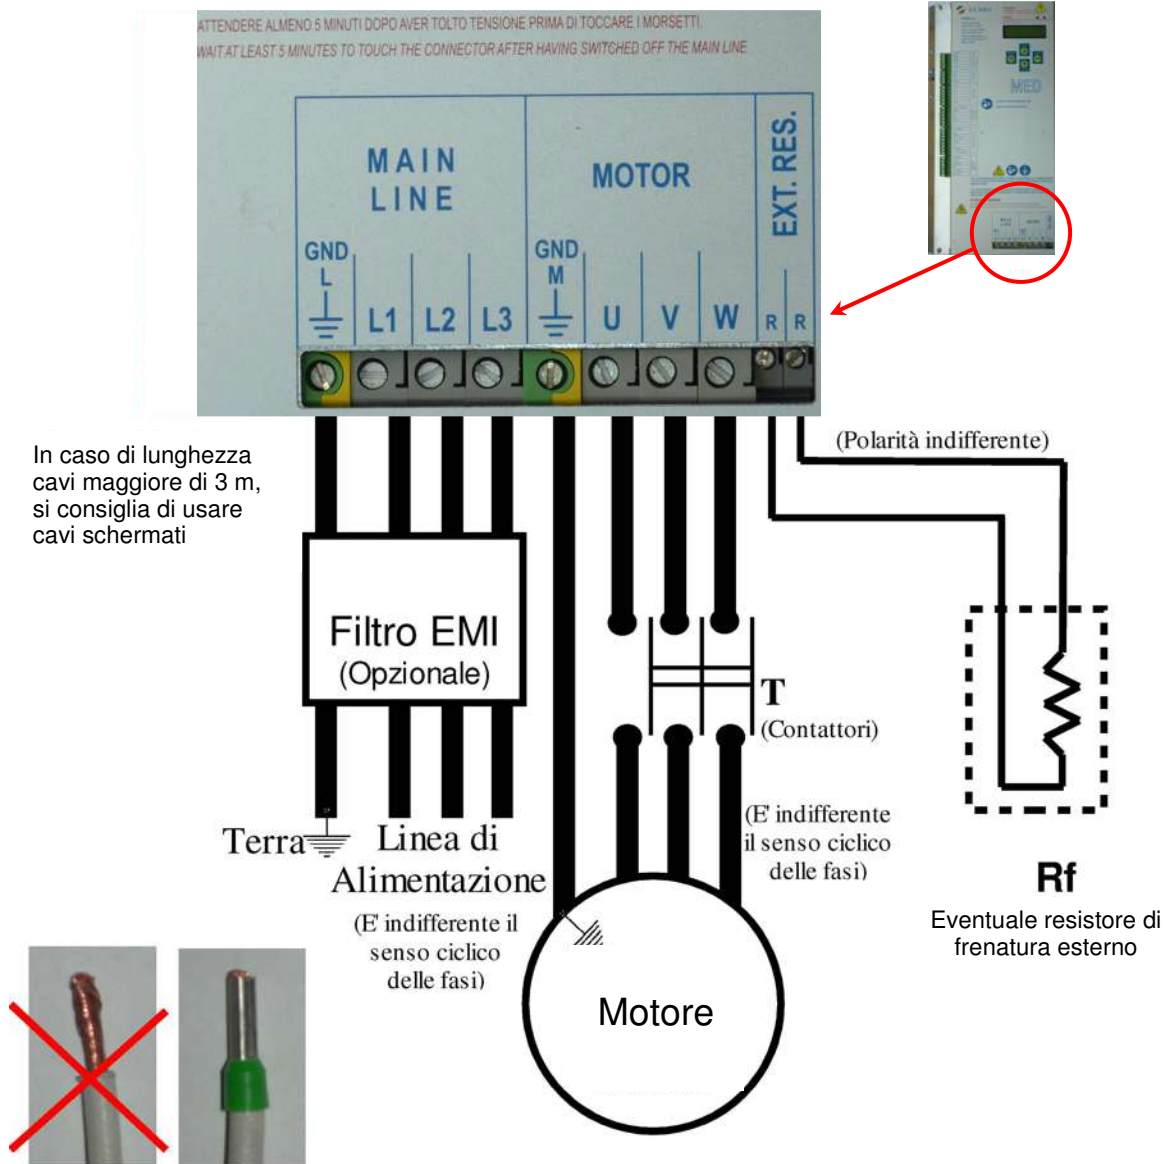 ATTENDERE ALMENO 5 MINUTI DOPO AVER TOLTO TENSIONE PRIMA DI TOCCARE I MORSETTI.
WAIT AT LEAST 5 MINUTES TO TOUCH THE CONNECTOR AFTER HAVING SWITCHED OFF THE MAIN LINE
MED
MAIN
LINE
MOTOR
EXT. RES.
GND
L
L1
L2
L3
GND
M
U
V
W
R
R
In caso di lunghezza
cavi maggiore di 3 m,
si consiglia di usare
cavi schermati
(Polarità indifferente)
Filtro EMI
(Opzionale)
T
(Contattori)
Terra
Linea di
Alimentazione
(E' indifferente il
senso ciclico
delle fasi)
(E' indifferente
il senso ciclico
delle fasi)
Rf
Eventuale resistore di
frenatura esterno
Motore